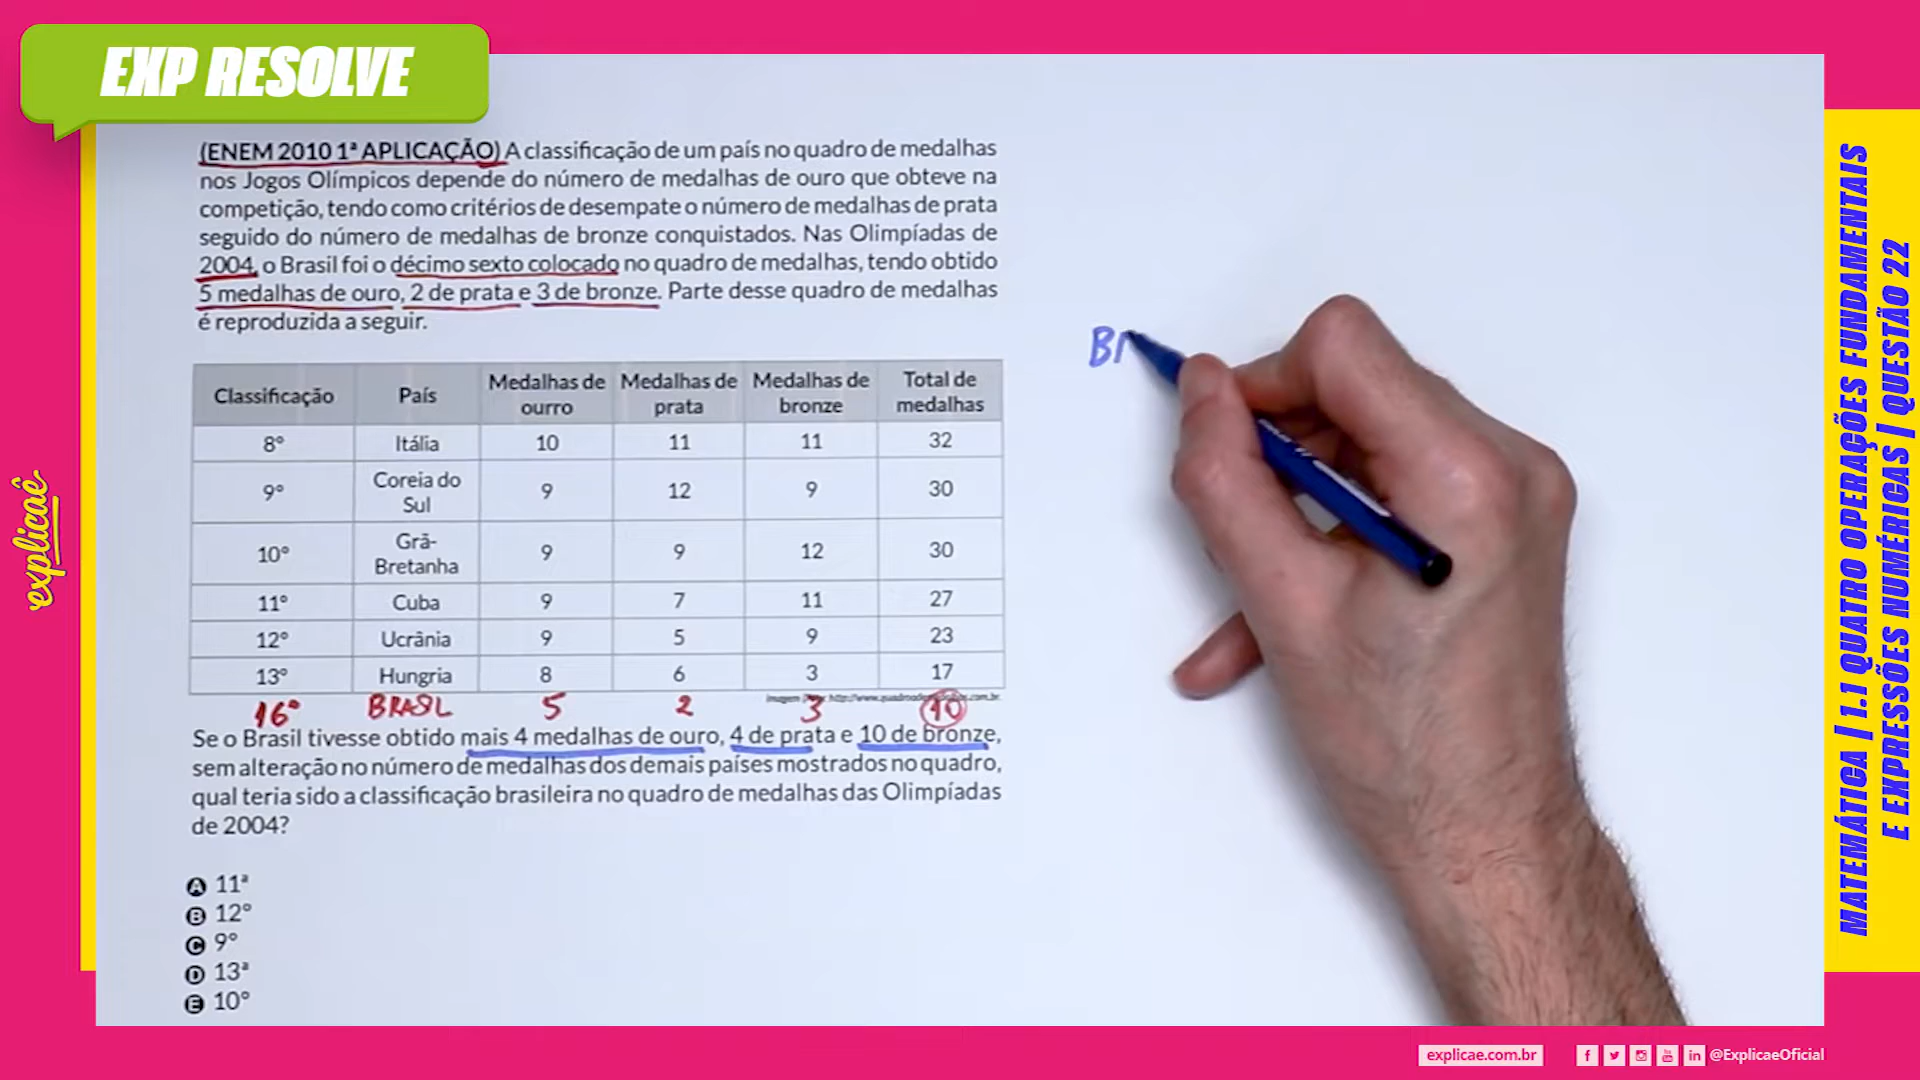 EXP RESOLVE
(ENEM 2010 1ª APLICAÇÃO) A classificação de um país no quadro de medalhas
nos Jogos Olímpicos depende do número de medalhas de ouro que obteve na
competição, tendo como critérios de desempate o número de medalhas de prata
seguido do número de medalhas de bronze conquistados. Nas Olimpíadas de
2004, o Brasil foi o décimo sexto colocado no quadro de medalhas, tendo obtido
5 medalhas de ouro, 2 de prata e 3 de bronze. Parte desse quadro de medalhas
é reproduzida a seguir.
Classificação País Medalhas de ourro Medalhas de prata Medalhas de bronze Total de medalhas
8º Itália 10 11 11 32
9º Coreia do Sul 9 12 9 30
10º Grã-Bretanha 9 9 12 30
11º Cuba 9 7 11 27
12º Ucrânia 9 5 9 23
13º Hungria 8 6 3 17
16º BRASIL 5 2 3 10
Se o Brasil tivesse obtido mais 4 medalhas de ouro, 4 de prata e 10 de bronze,
sem alteração no número de medalhas dos demais países mostrados no quadro,
qual teria sido a classificação brasileira no quadro de medalhas das Olimpíadas
de 2004?
A 11ª
B 12º
C 9º
D 13ª
E 10º
explicaê
MATEMÁTICA | 1.1 QUATRO OPERAÇÕES FUNDAMENTAIS
E EXPRESSÕES NUMÉRICAS | QUESTÃO 22
explicae.com.br
@ExplicaeOficial